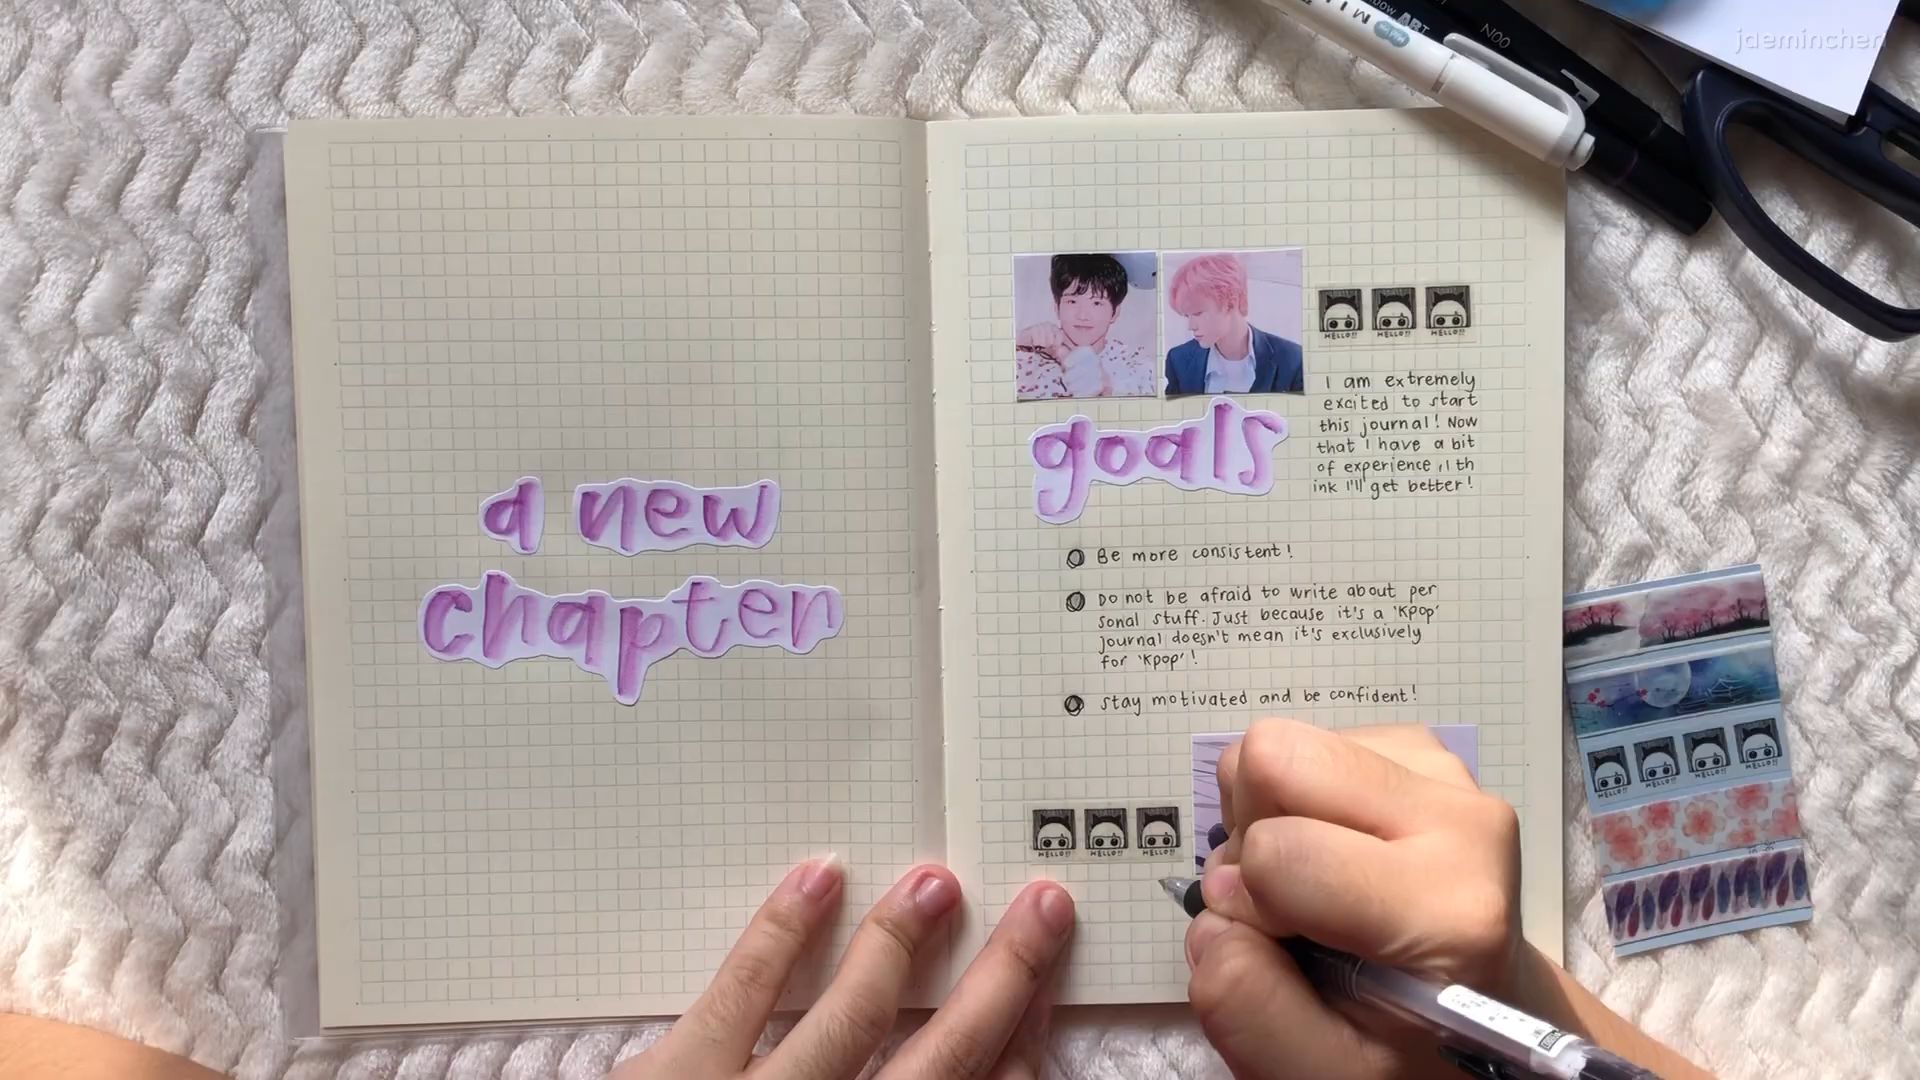 jaeminchen
ABT
N00
a new
chapter
HELLO!! HELLO!! HELLO!!
I am extremely
excited to start
this journal! Now
that I have a bit
of experience, I th
ink I'll get better!
goals
Be more consistent!
Do not be afraid to write about per
sonal stuff. Just because it's a 'Kpop'
journal doesn't mean it's exclusively
for 'Kpop'!
Stay motivated and be confident!
HELLO!! HELLO!! HELLO!!
HELLO!! HELLO!! HELLO!! HELLO!!